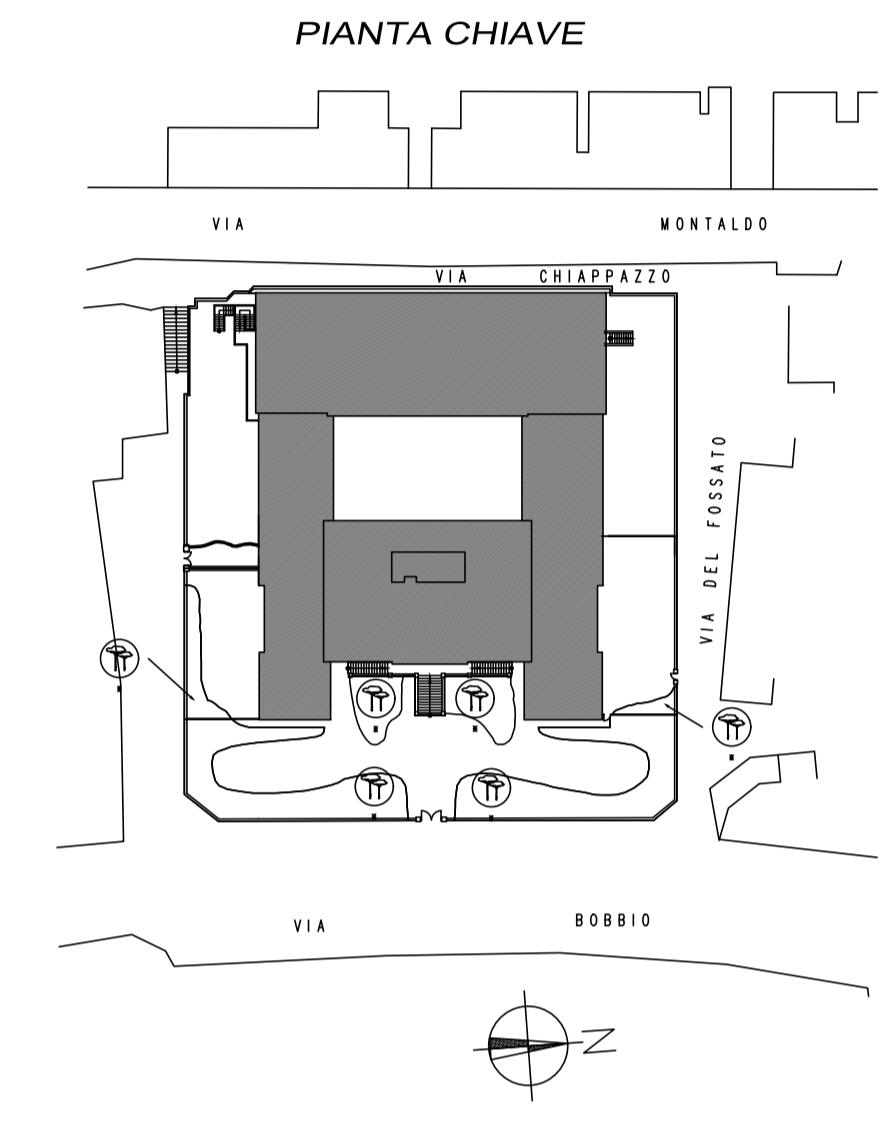 PIANTA CHIAVE
VIA MONTALDO
VIA CHIAPPAZZO
VIA DEL FOSSATO
VIA BOBBIO
N